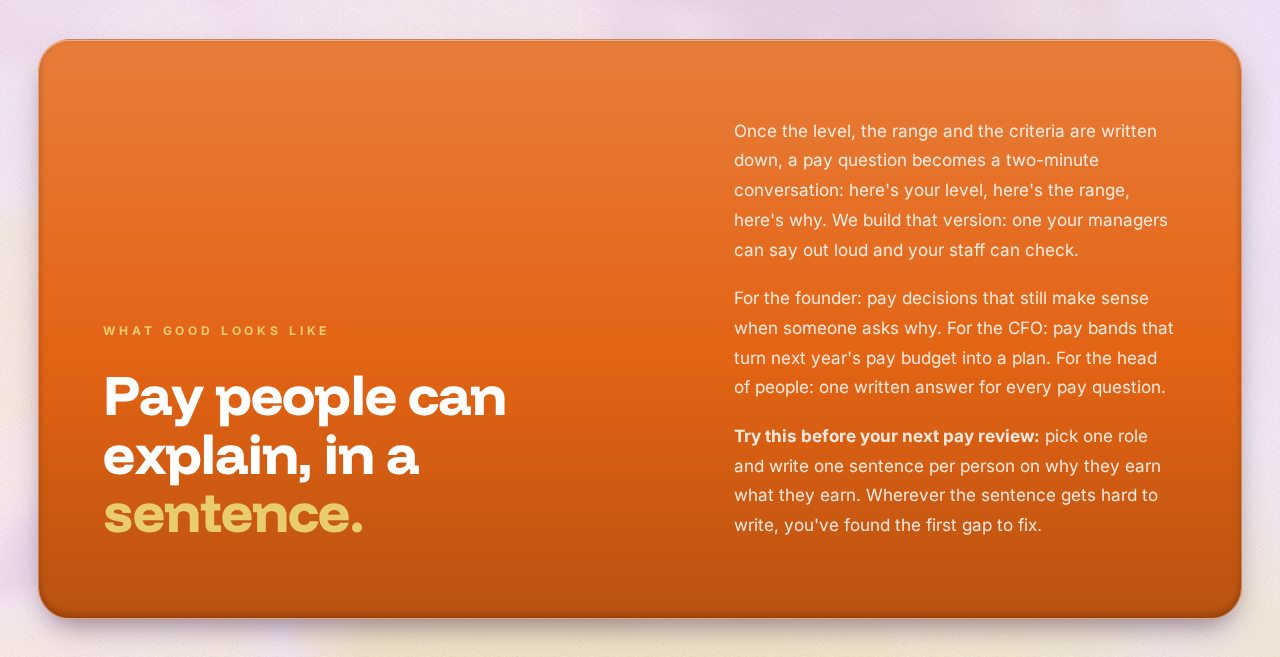 WHAT GOOD LOOKS LIKE
Pay people can
explain, in a
sentence.
Once the level, the range and the criteria are written
down, a pay question becomes a two-minute
conversation: here's your level, here's the range,
here's why. We build that version: one your managers
can say out loud and your staff can check.
For the founder: pay decisions that still make sense
when someone asks why. For the CFO: pay bands that
turn next year's pay budget into a plan. For the head
of people: one written answer for every pay question.
Try this before your next pay review: pick one role
and write one sentence per person on why they earn
what they earn. Wherever the sentence gets hard to
write, you've found the first gap to fix.